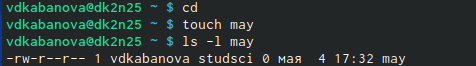 vdkabanova@dk2n25 ~ $ cd
vdkabanova@dk2n25 ~ $ touch may
vdkabanova@dk2n25 ~ $ ls -l may
-rw-r--r-- 1 vdkabanova studsci 0 мая  4 17:32 may